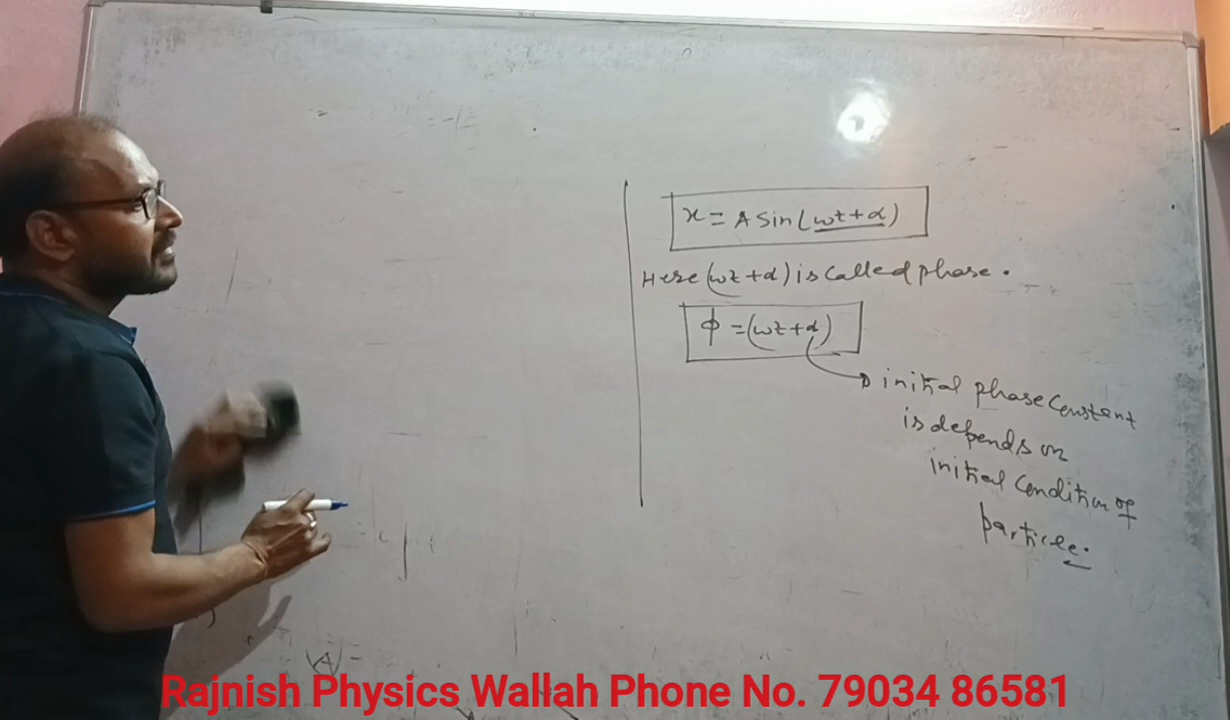 x = A sin(ωt+α)
Here (ωt+α) is called phase.
ϕ = (ωt+α)
initial phase constant
is depends on
initial condition of
particle.
(A) =
Rajnish Physics Wallah Phone No. 79034 86581